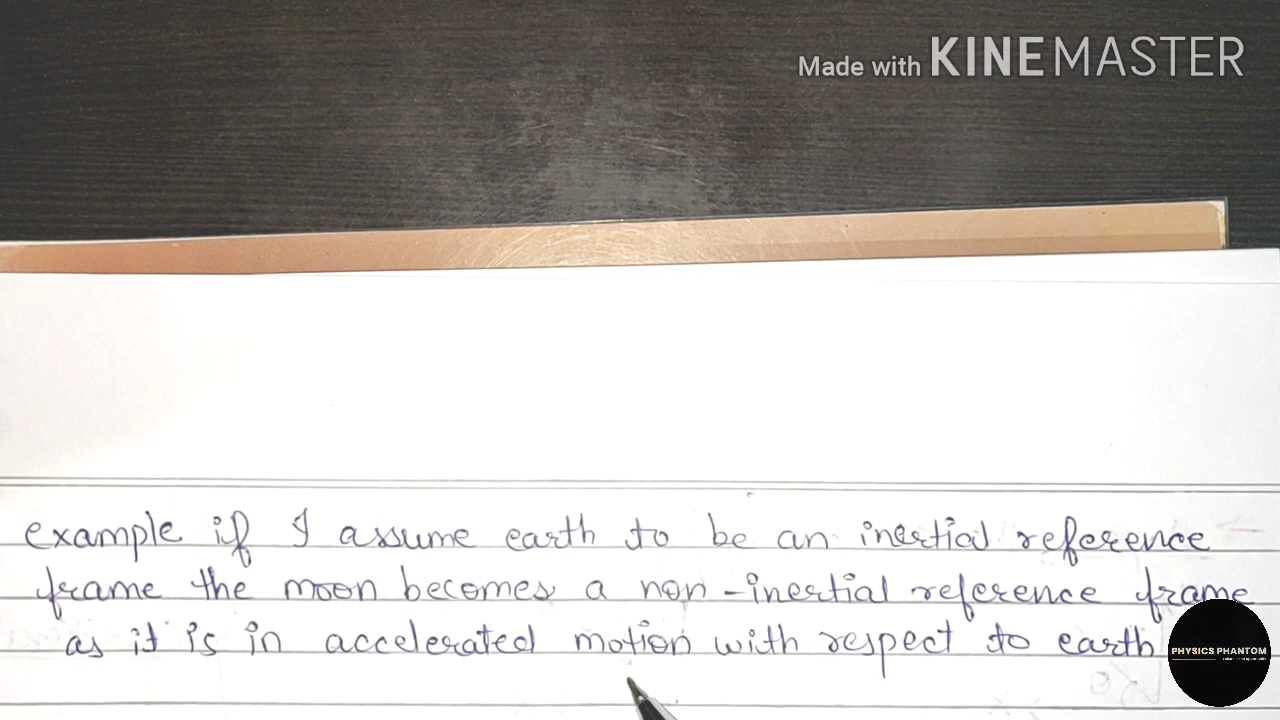 Made with KINEMASTER
example if I assume earth to be an inertial reference
frame the moon becomes a non-inertial reference frame
as it is in accelerated motion with respect to earth
PHYSICS PHANTOM